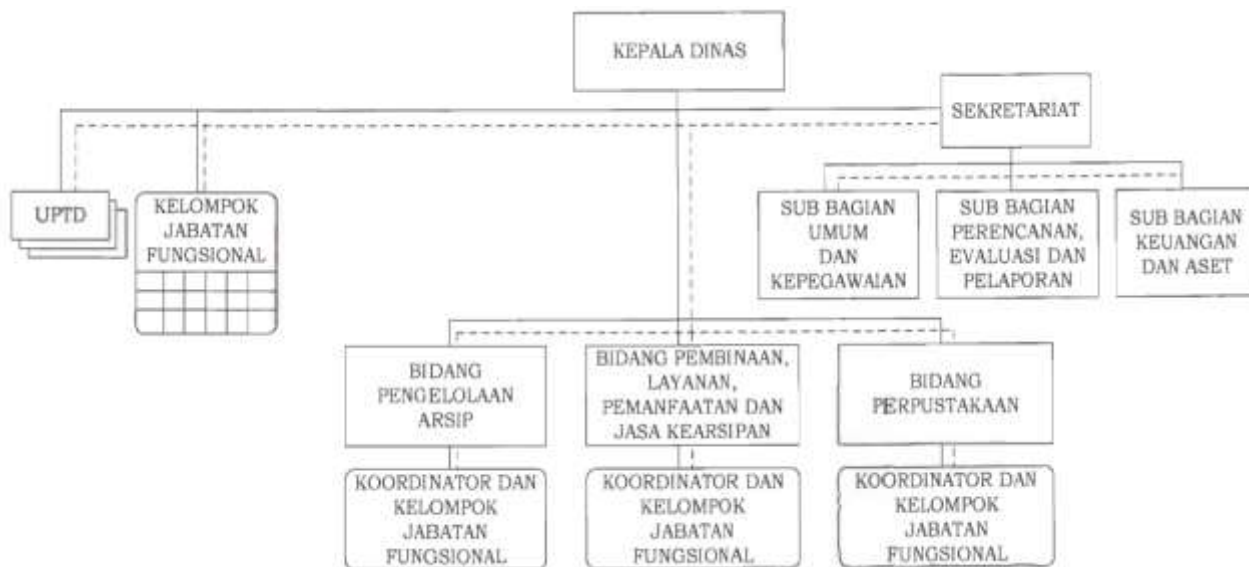 KEPALA DINAS
SEKRETARIAT
UPTD
KELOMPOK
JABATAN
FUNGSIONAL
SUB BAGIAN
UMUM
DAN
KEPEGAWAIAN
SUB BAGIAN
PERENCANAN,
EVALUASI DAN
PELAPORAN
SUB BAGIAN
KEUANGAN
DAN ASET
BIDANG
PENGELOLAAN
ARSIP
BIDANG PEMBINAAN,
LAYANAN,
PEMANFAATAN DAN
JASA KEARSIPAN
BIDANG
PERPUSTAKAAN
KOORDINATOR DAN
KELOMPOK
JABATAN
FUNGSIONAL
KOORDINATOR DAN
KELOMPOK
JABATAN
FUNGSIONAL
KOORDINATOR DAN
KELOMPOK
JABATAN
FUNGSIONAL